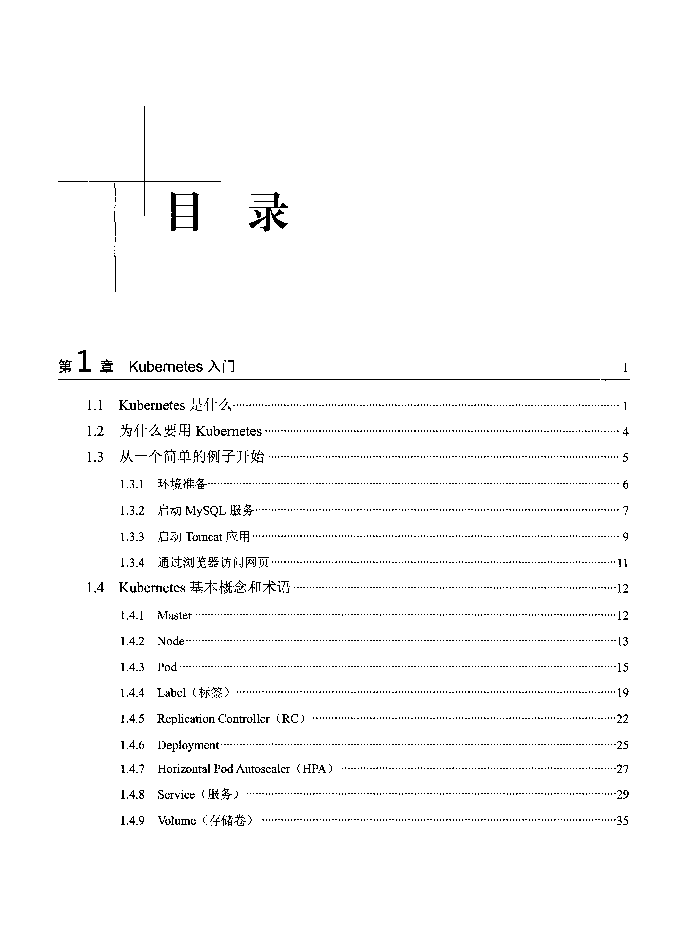 目 录
第1章 Kubernetes 入门 1
1.1 Kubernetes 是什么 1
1.2 为什么要用 Kubernetes 4
1.3 从一个简单的例子开始 5
1.3.1 环境准备 6
1.3.2 启动 MySQL 服务 7
1.3.3 启动 Tomcat 应用 9
1.3.4 通过浏览器访问网页 11
1.4 Kubernetes 基本概念和术语 12
1.4.1 Master 12
1.4.2 Node 13
1.4.3 Pod 15
1.4.4 Label（标签） 19
1.4.5 Replication Controller（RC） 22
1.4.6 Deployment 25
1.4.7 Horizontal Pod Autoscaler（HPA） 27
1.4.8 Service（服务） 29
1.4.9 Volume（存储卷） 35